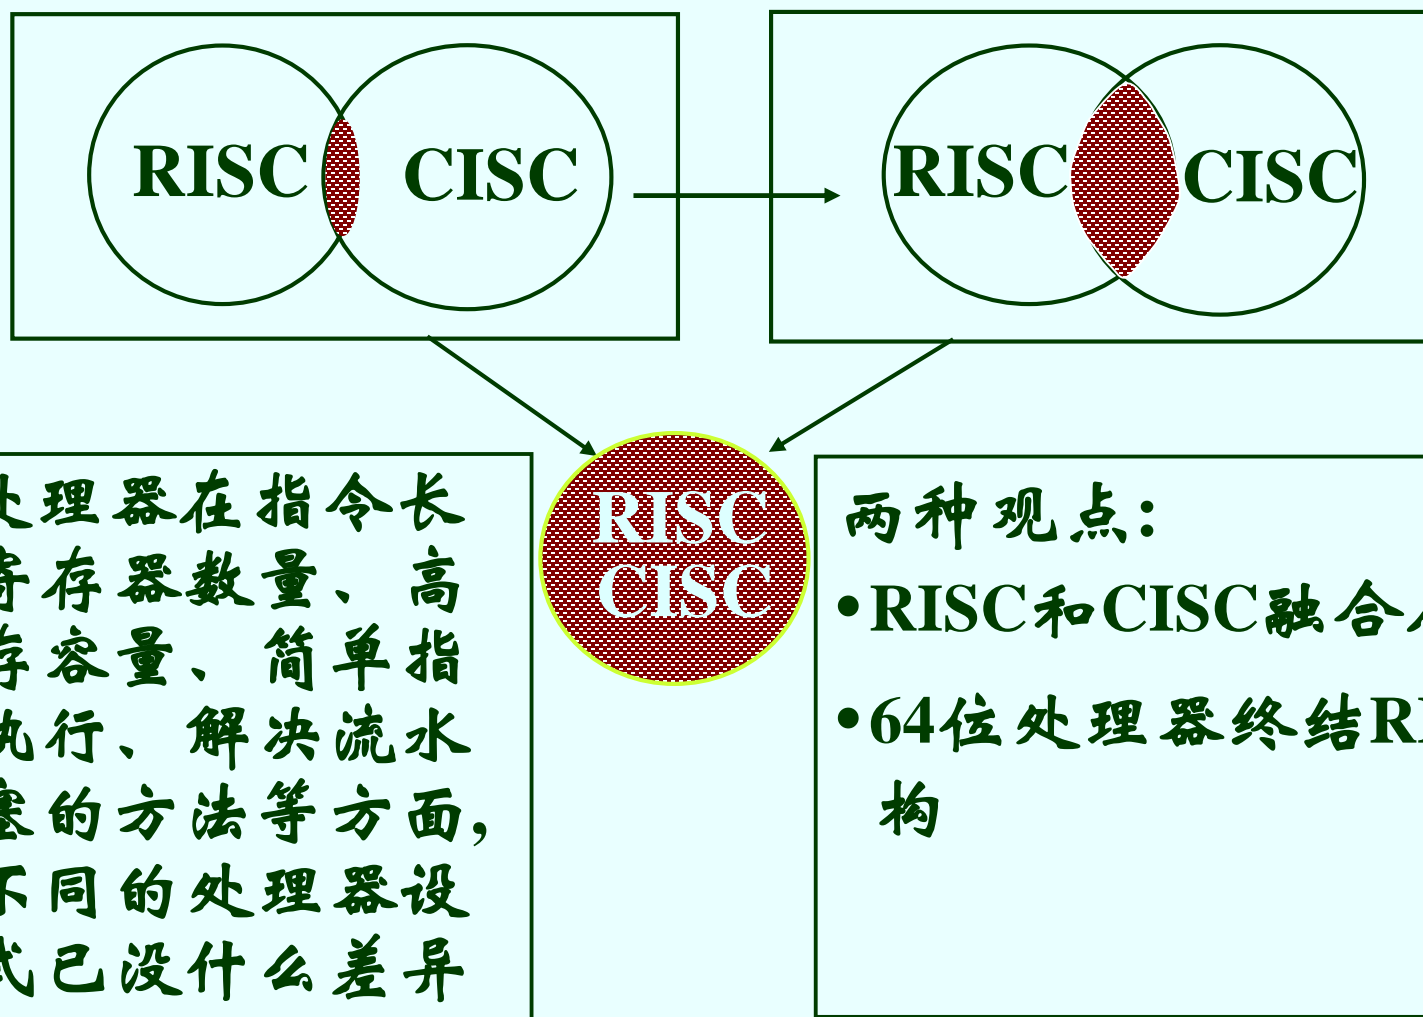 RISC CISC
RISC CISC
RISC
CISC
处理器在指令长
寄存器数量、高
存容量、简单指
执行、解决流水
塞的方法等方面,
不同的处理器设
式已没什么差异
两种观点:
•RISC和CISC融合
•64位处理器终结R
构